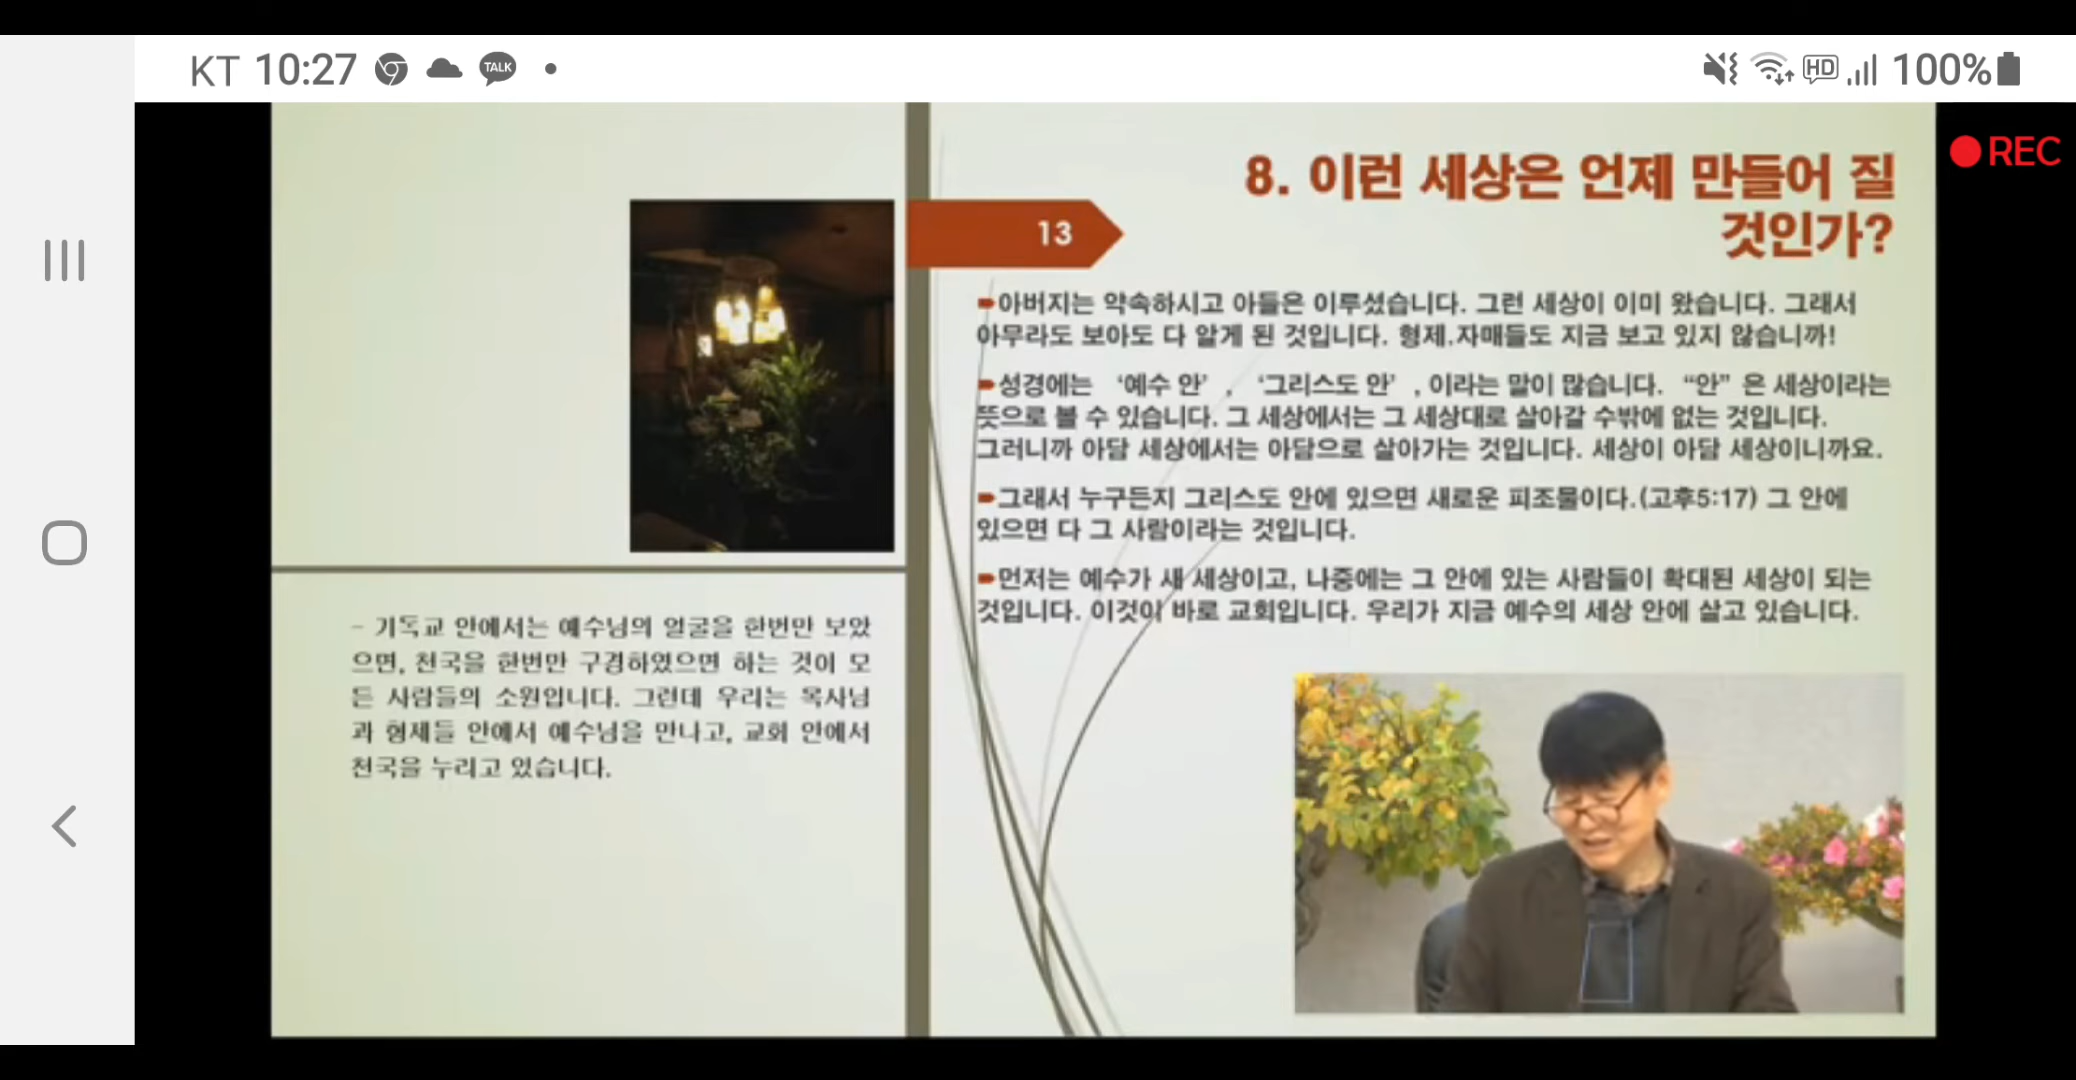 KT 10:27
TALK
HD
100%
REC
8. 이런 세상은 언제 만들어 질
것인가?
13
아버지는 약속하시고 아들은 이루셨습니다. 그런 세상이 이미 왔습니다. 그래서
아무라도 보아도 다 알게 된 것입니다. 형제.자매들도 지금 보고 있지 않습니까!
성경에는 ‘예수 안’ , ‘그리스도 안’ , 이라는 말이 많습니다. “안” 은 세상이라는
뜻으로 볼 수 있습니다. 그 세상에서는 그 세상대로 살아갈 수밖에 없는 것입니다.
그러니까 아담 세상에서는 아담으로 살아가는 것입니다. 세상이 아담 세상이니까요.
그래서 누구든지 그리스도 안에 있으면 새로운 피조물이다.(고후5:17) 그 안에
있으면 다 그 사람이라는 것입니다.
먼저는 예수가 새 세상이고, 나중에는 그 안에 있는 사람들이 확대된 세상이 되는
것입니다. 이것이 바로 교회입니다. 우리가 지금 예수의 세상 안에 살고 있습니다.
- 기독교 안에서는 예수님의 얼굴을 한번만 보았
으면, 천국을 한번만 구경하였으면 하는 것이 모
든 사람들의 소원입니다. 그런데 우리는 목사님
과 형제들 안에서 예수님을 만나고, 교회 안에서
천국을 누리고 있습니다.